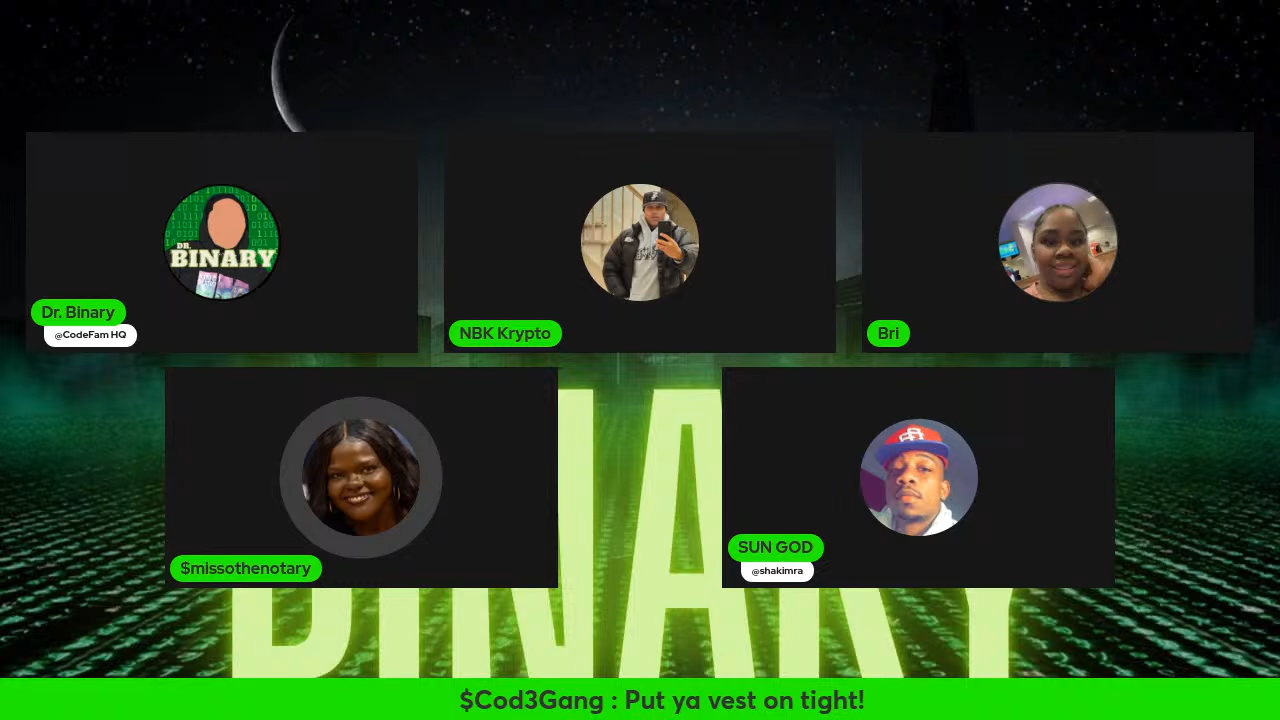 DR.
BINARY
Dr. Binary
@CodeFam HQ
NBK Krypto
Bri
$missothenotary
SUN GOD
@shakimra
BINARY
$Cod3Gang : Put ya vest on tight!